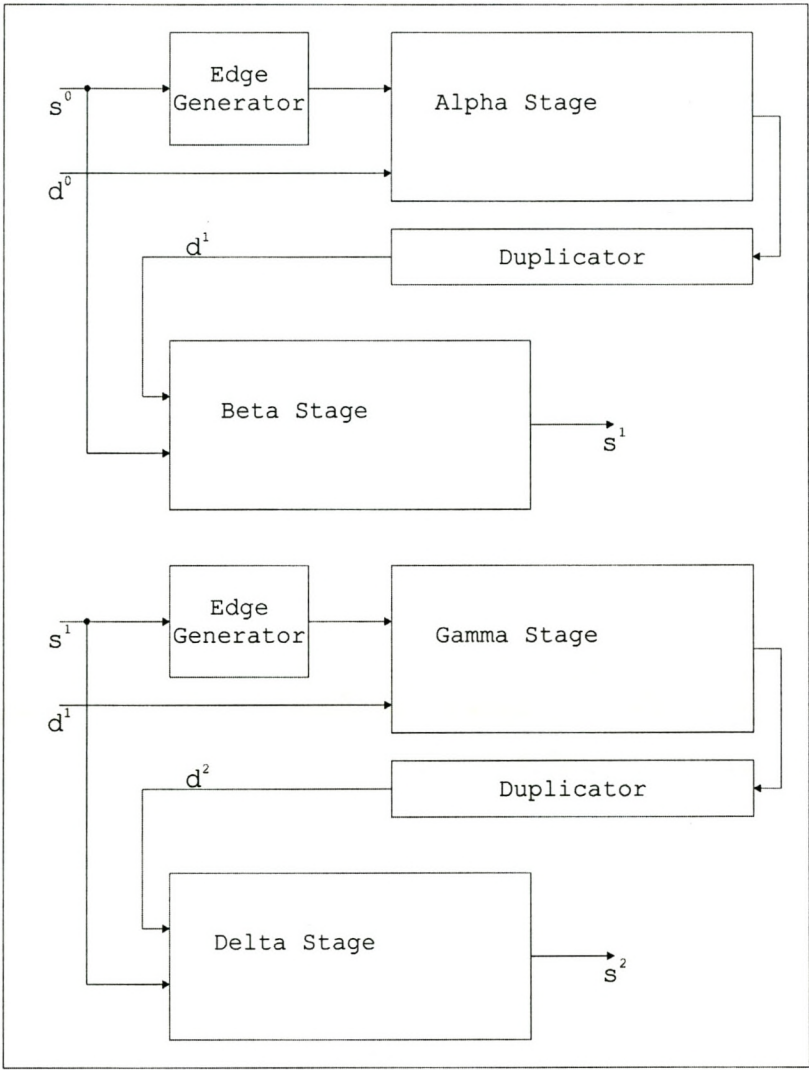 Edge
Generator
Alpha Stage
s⁰
d⁰
d¹
Duplicator
Beta Stage
s¹
Edge
Generator
Gamma Stage
s¹
d¹
d²
Duplicator
Delta Stage
s²